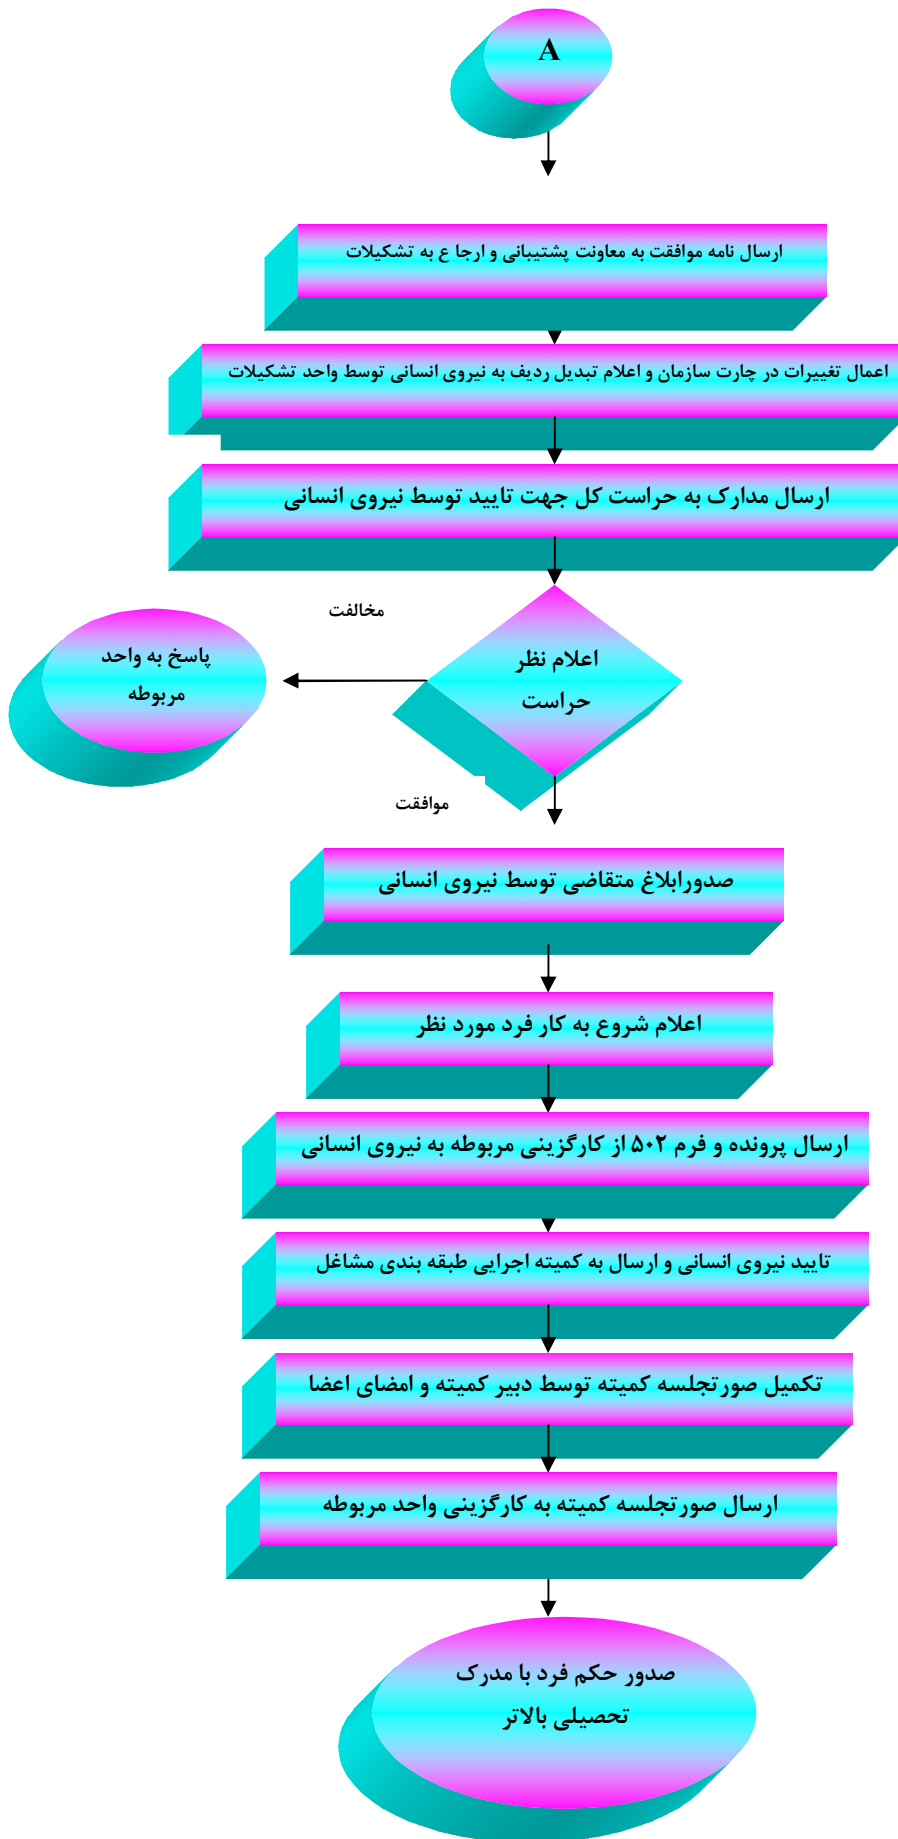 A
ارسال نامه موافقت به معاونت پشتیبانی و ارجا ع به تشکیلات
اعمال تغییرات در چارت سازمان و اعلام تبدیل ردیف به نیروی انسانی توسط واحد تشکیلات
ارسال مدارک به حراست کل جهت تایید توسط نیروی انسانی
مخالفت
اعلام نظر
حراست
پاسخ به واحد
مربوطه
موافقت
صدورابلاغ متقاضی توسط نیروی انسانی
اعلام شروع به کار فرد مورد نظر
ارسال پرونده و فرم ۵۰۲ از کارگزینی مربوطه به نیروی انسانی
تایید نیروی انسانی و ارسال به کمیته اجرایی طبقه بندی مشاغل
تکمیل صورتجلسه کمیته توسط دبیر کمیته و امضای اعضا
ارسال صورتجلسه کمیته به کارگزینی واحد مربوطه
صدور حکم فرد با مدرک
تحصیلی بالاتر